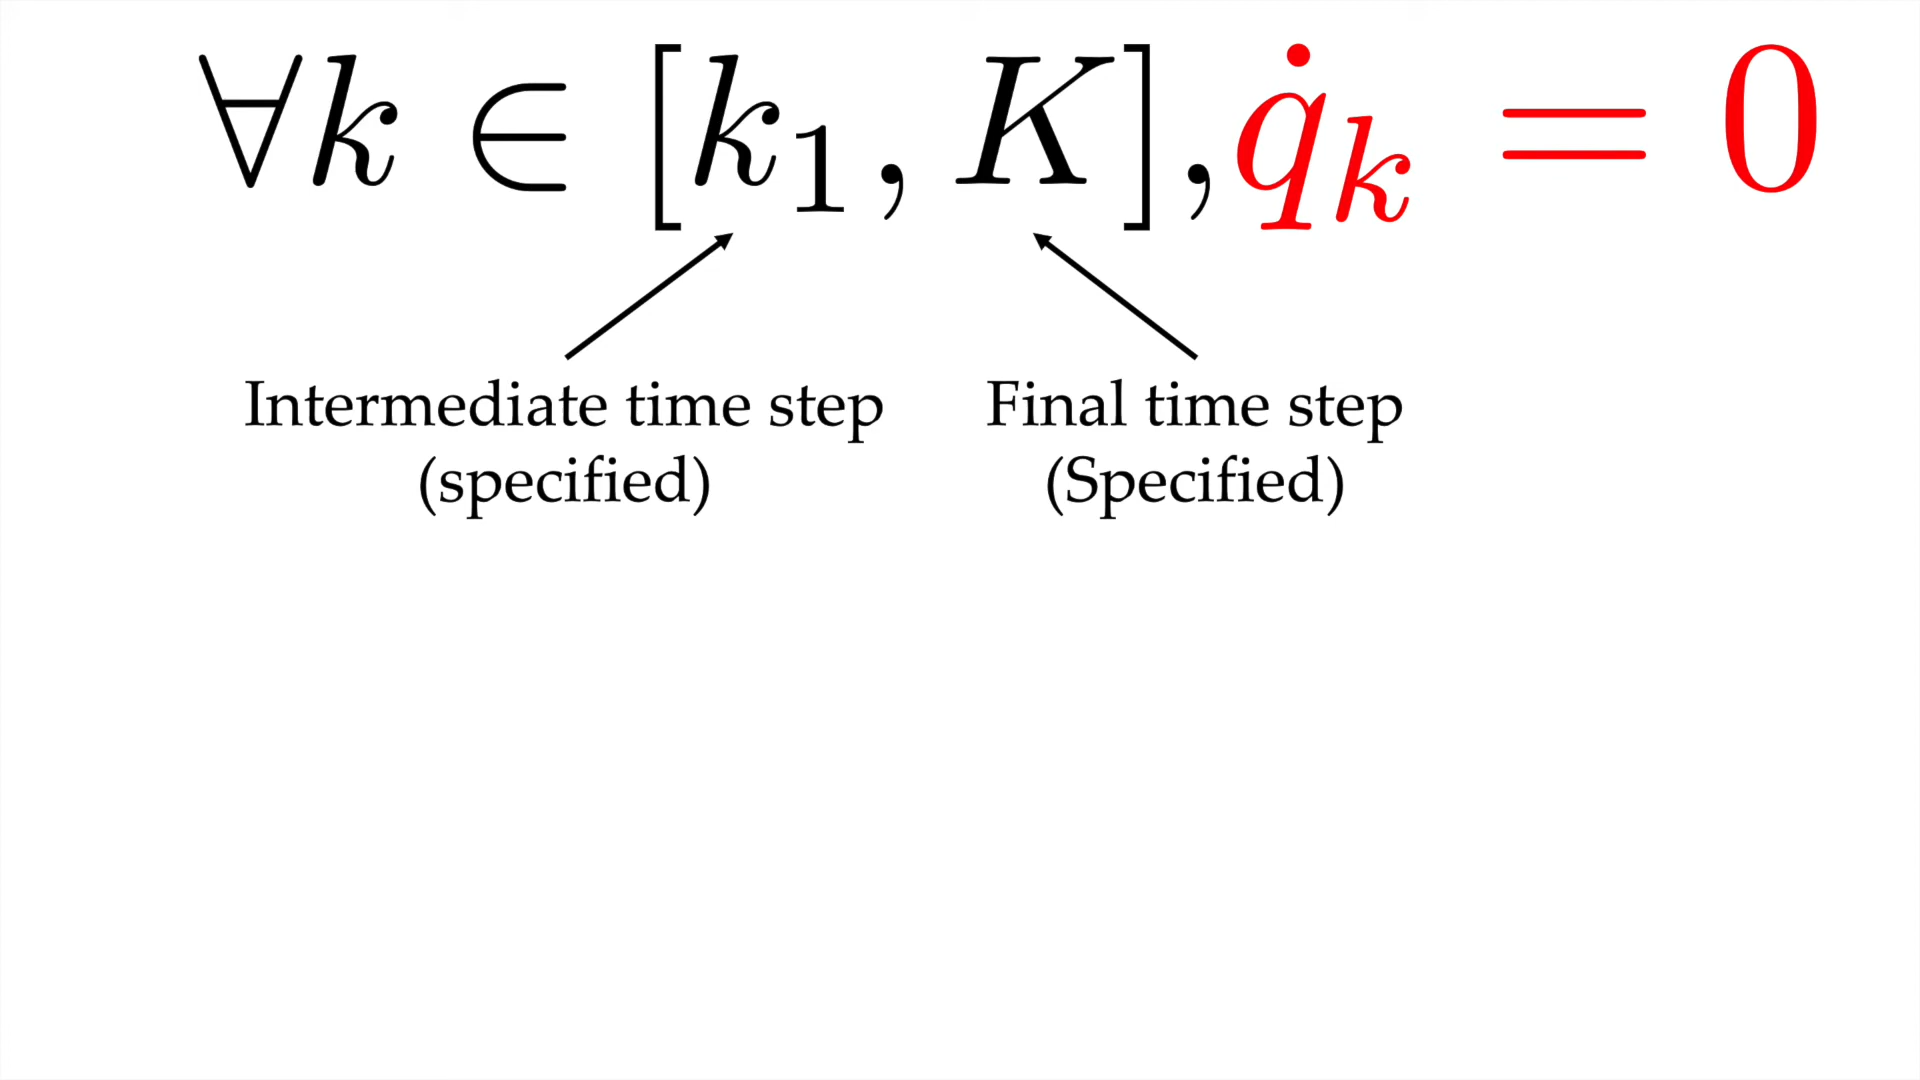 ∀k ∈ [k₁, K], q̇ₖ = 0
Intermediate time step
(specified)
Final time step
(Specified)